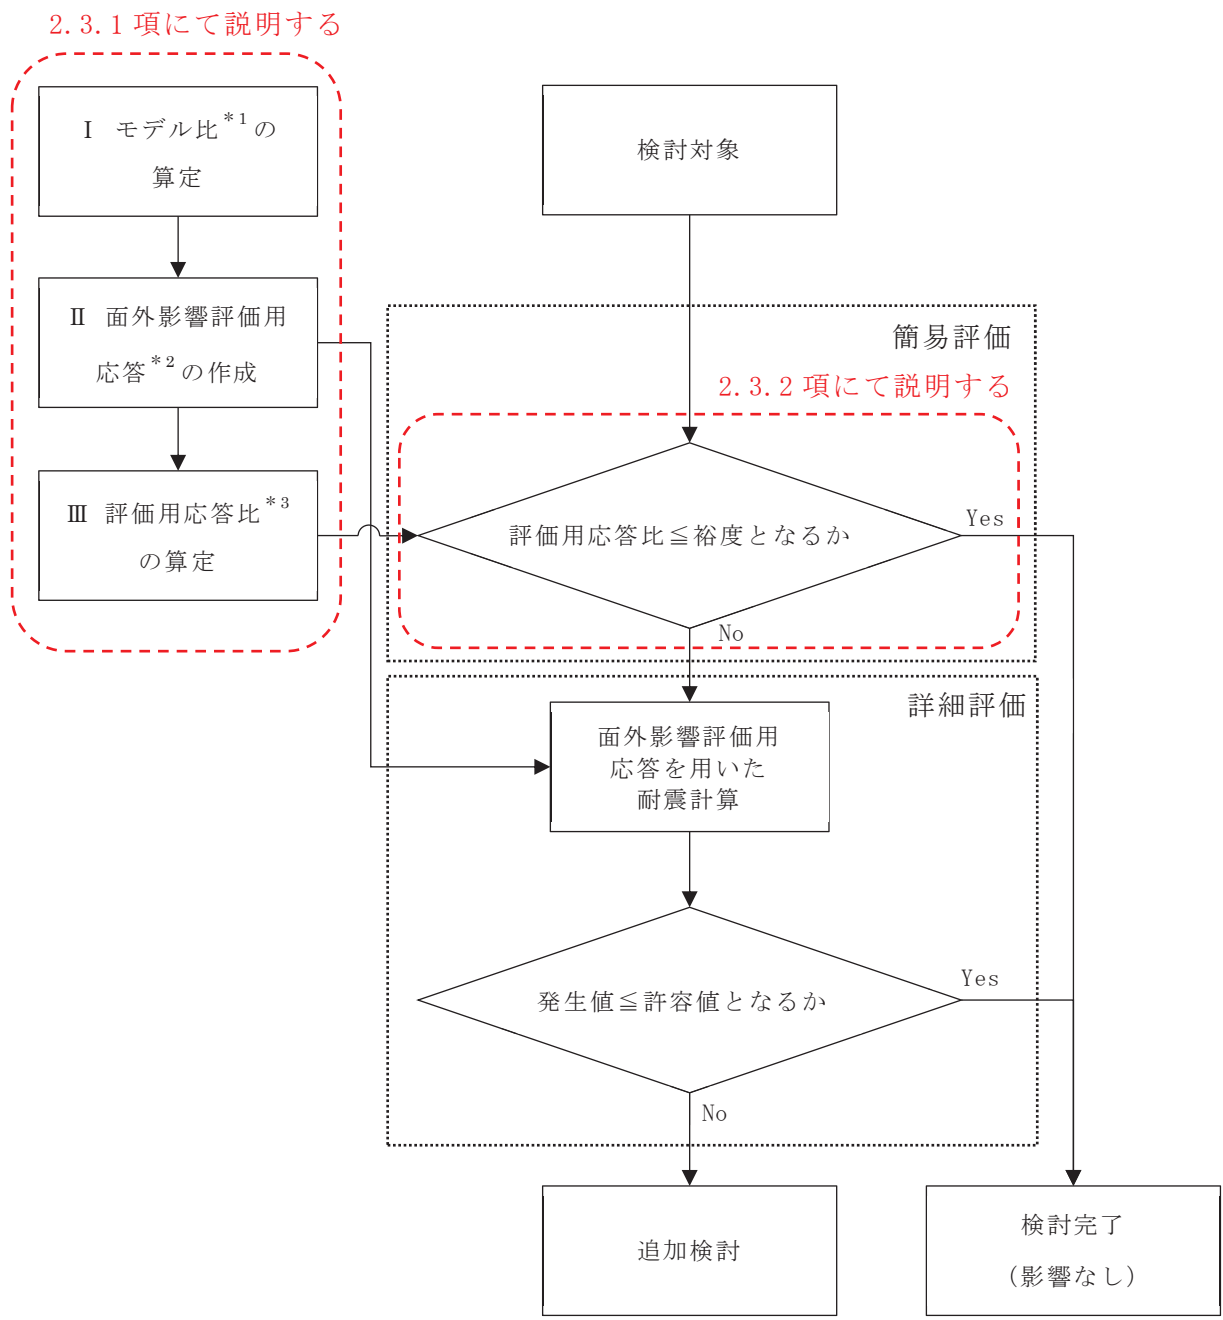 2.3.1 項にて説明する
Ⅰ モデル比*1の
算定
検討対象
Ⅱ 面外影響評価用
応答*2の作成
簡易評価
2.3.2 項にて説明する
Ⅲ 評価用応答比*3
の算定
評価用応答比≦裕度となるか
Yes
No
詳細評価
面外影響評価用
応答を用いた
耐震計算
発生値≦許容値となるか
Yes
No
追加検討
検討完了
(影響なし)